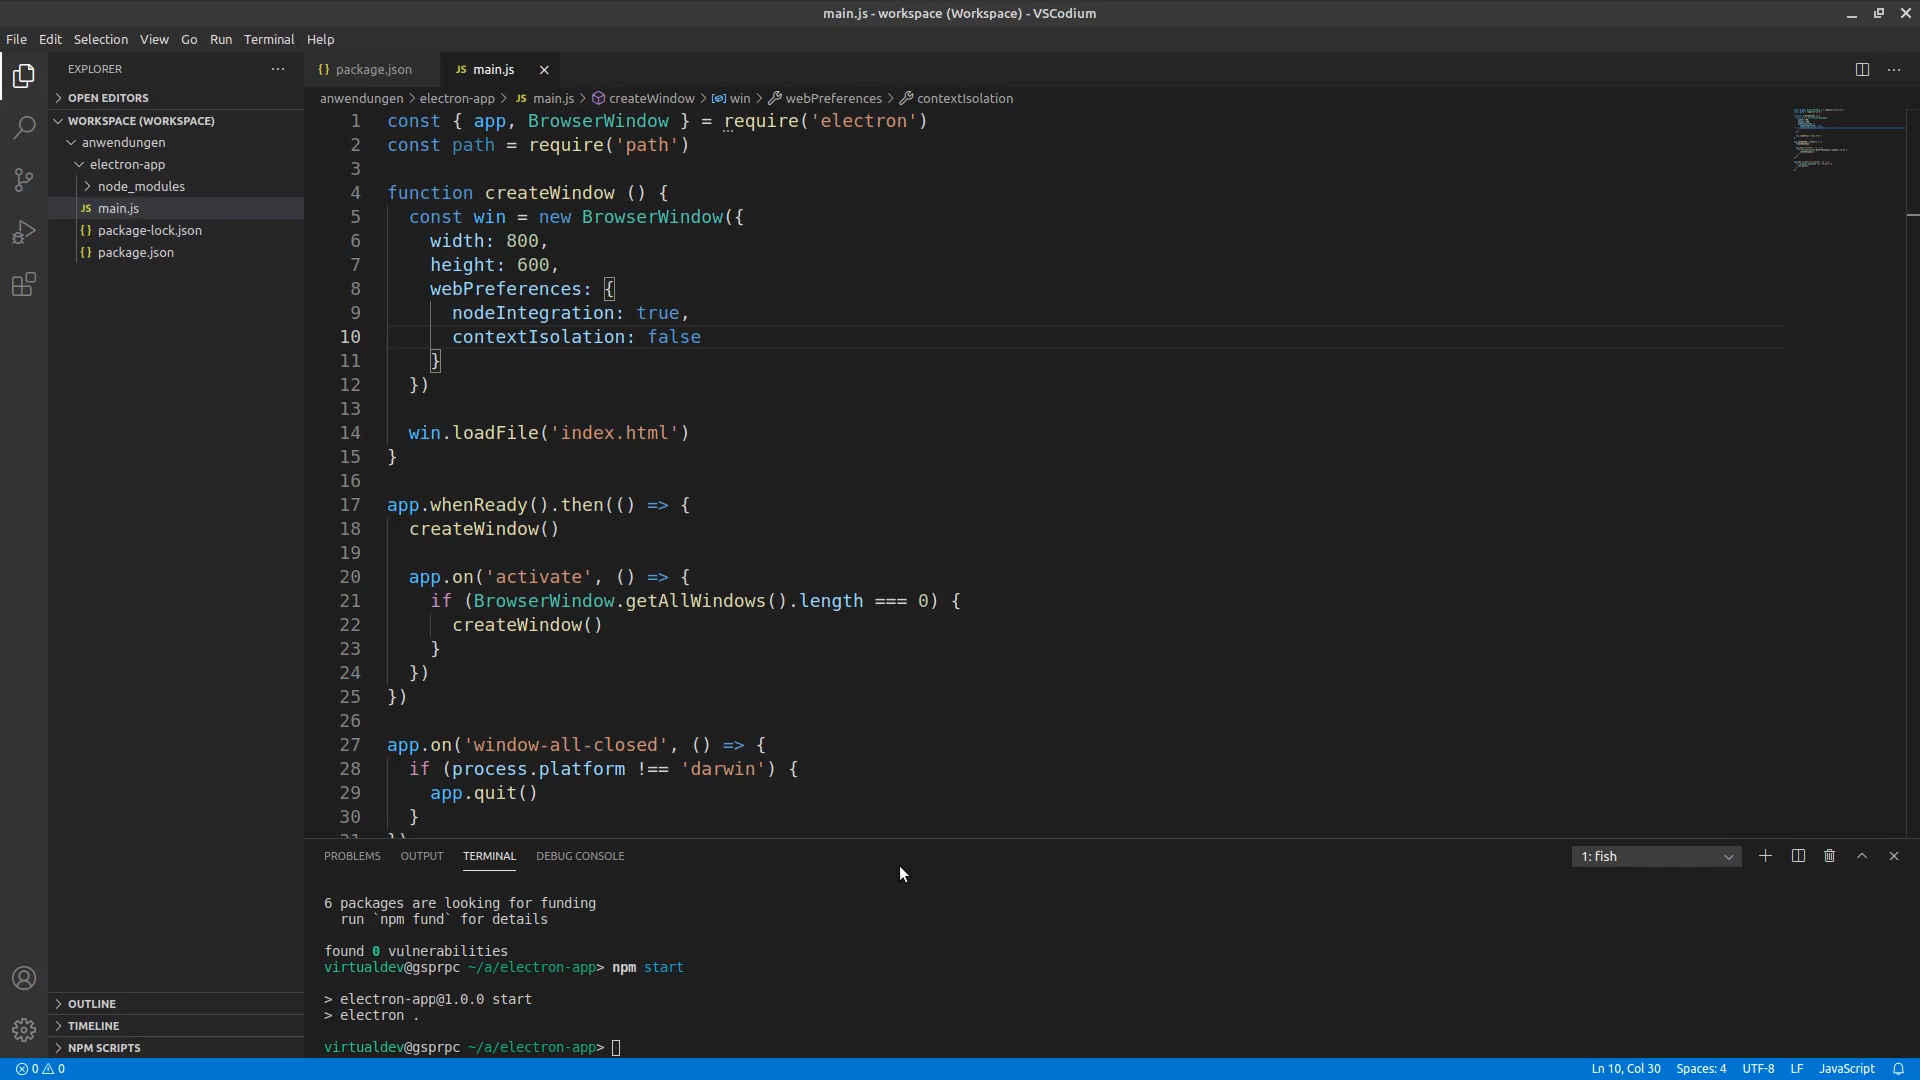 main.js - workspace (Workspace) - VSCodium
File Edit Selection View Go Run Terminal Help
EXPLORER
OPEN EDITORS
WORKSPACE (WORKSPACE)
anwendungen
electron-app
node_modules
JS main.js
{} package-lock.json
{} package.json
OUTLINE
TIMELINE
NPM SCRIPTS
{} package.json JS main.js
anwendungen > electron-app > JS main.js > createWindow > win > webPreferences > contextIsolation
1 const { app, BrowserWindow } = require('electron')
2 const path = require('path')
3
4 function createWindow () {
5 const win = new BrowserWindow({
6 width: 800,
7 height: 600,
8 webPreferences: {
9 nodeIntegration: true,
10 contextIsolation: false
11 }
12 })
13
14 win.loadFile('index.html')
15 }
16
17 app.whenReady().then(() => {
18 createWindow()
19
20 app.on('activate', () => {
21 if (BrowserWindow.getAllWindows().length === 0) {
22 createWindow()
23 }
24 })
25 })
26
27 app.on('window-all-closed', () => {
28 if (process.platform !== 'darwin') {
29 app.quit()
30 }
31 })
PROBLEMS OUTPUT TERMINAL DEBUG CONSOLE 1: fish
6 packages are looking for funding
run `npm fund` for details
found 0 vulnerabilities
virtualdev@gsprpc ~/a/electron-app> npm start
> electron-app@1.0.0 start
> electron .
virtualdev@gsprpc ~/a/electron-app>
0 0 Ln 10, Col 30 Spaces: 4 UTF-8 LF JavaScript